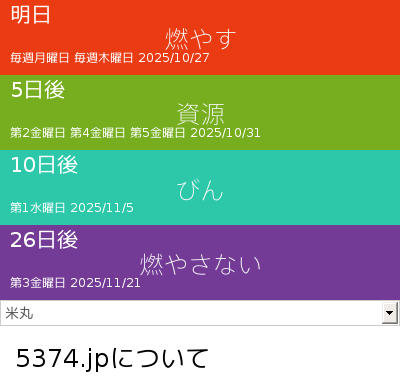 明日
燃やす
毎週月曜日 毎週木曜日 2025/10/27
5日後
資源
第2金曜日 第4金曜日 第5金曜日 2025/10/31
10日後
びん
第1水曜日 2025/11/5
26日後
燃やさない
第3金曜日 2025/11/21
米丸
5374.jpについて